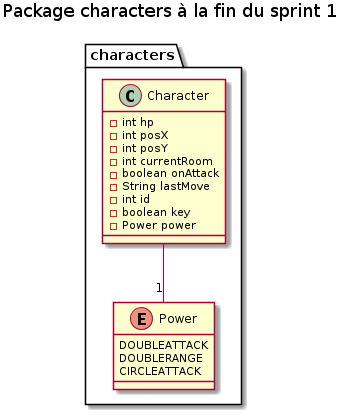 Package characters à la fin du sprint 1
characters
C Character
int hp
int posX
int posY
int currentRoom
boolean onAttack
String lastMove
int id
boolean key
Power power
1
E Power
DOUBLEATTACK
DOUBLERANGE
CIRCLEATTACK